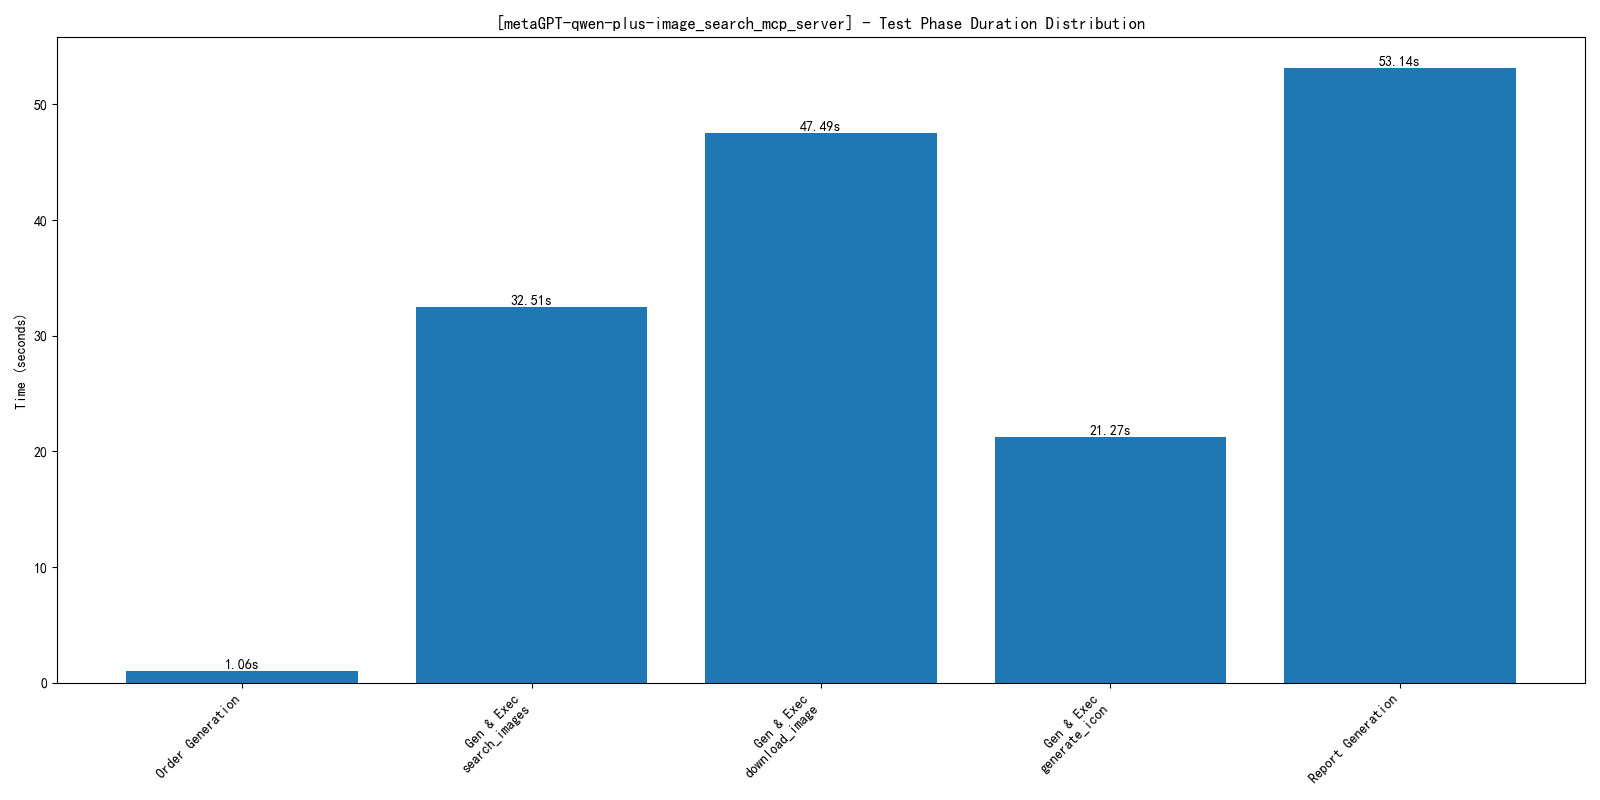 [metaGPT-qwen-plus-image_search_mcp_server] - Test Phase Duration Distribution
Time (seconds)
50
40
30
20
10
0
1.06s
32.51s
47.49s
21.27s
53.14s
Order Generation
Gen & Exec
search_images
Gen & Exec
download_image
Gen & Exec
generate_icon
Report Generation